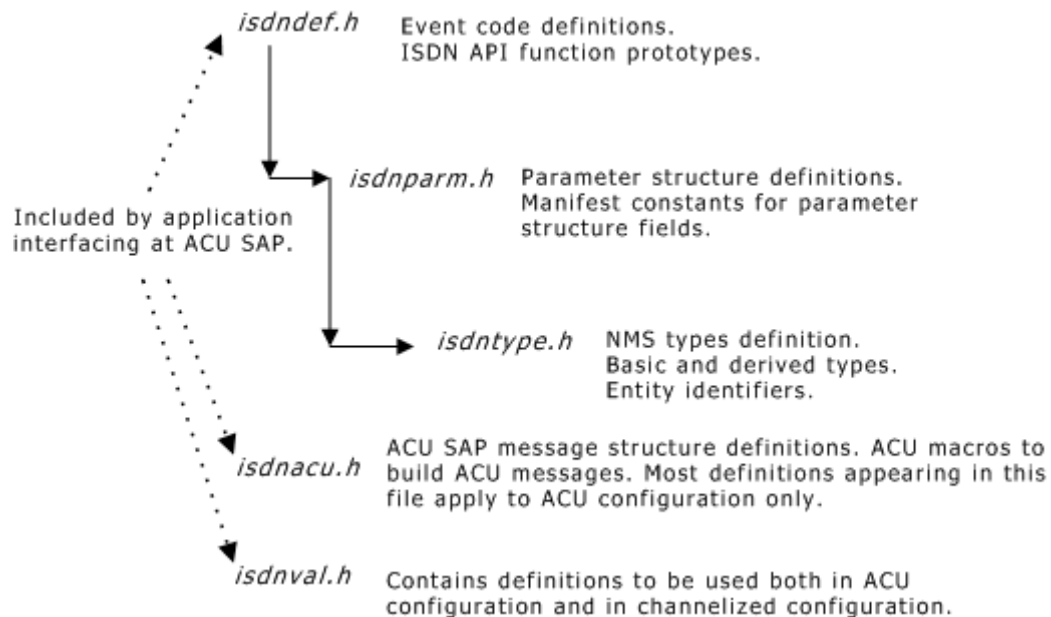 isdndef.h Event code definitions.
ISDN API function prototypes.
isdnparm.h Parameter structure definitions.
Manifest constants for parameter
structure fields.
Included by application
interfacing at ACU SAP.
isdntype.h NMS types definition.
Basic and derived types.
Entity identifiers.
isdnacu.h ACU SAP message structure definitions. ACU macros to
build ACU messages. Most definitions appearing in this
file apply to ACU configuration only.
isdnval.h Contains definitions to be used both in ACU
configuration and in channelized configuration.